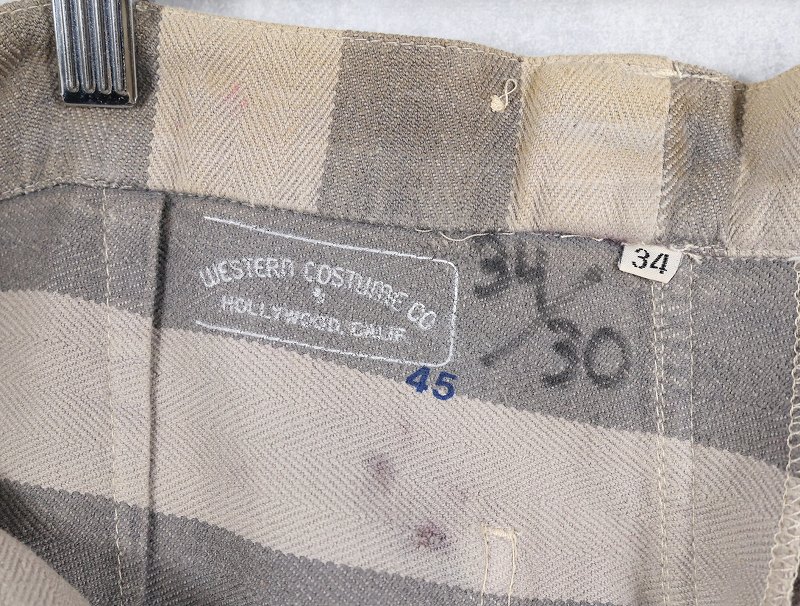 WESTERN COSTUME CO
HOLLYWOOD, CALIF
45
34
/30
34